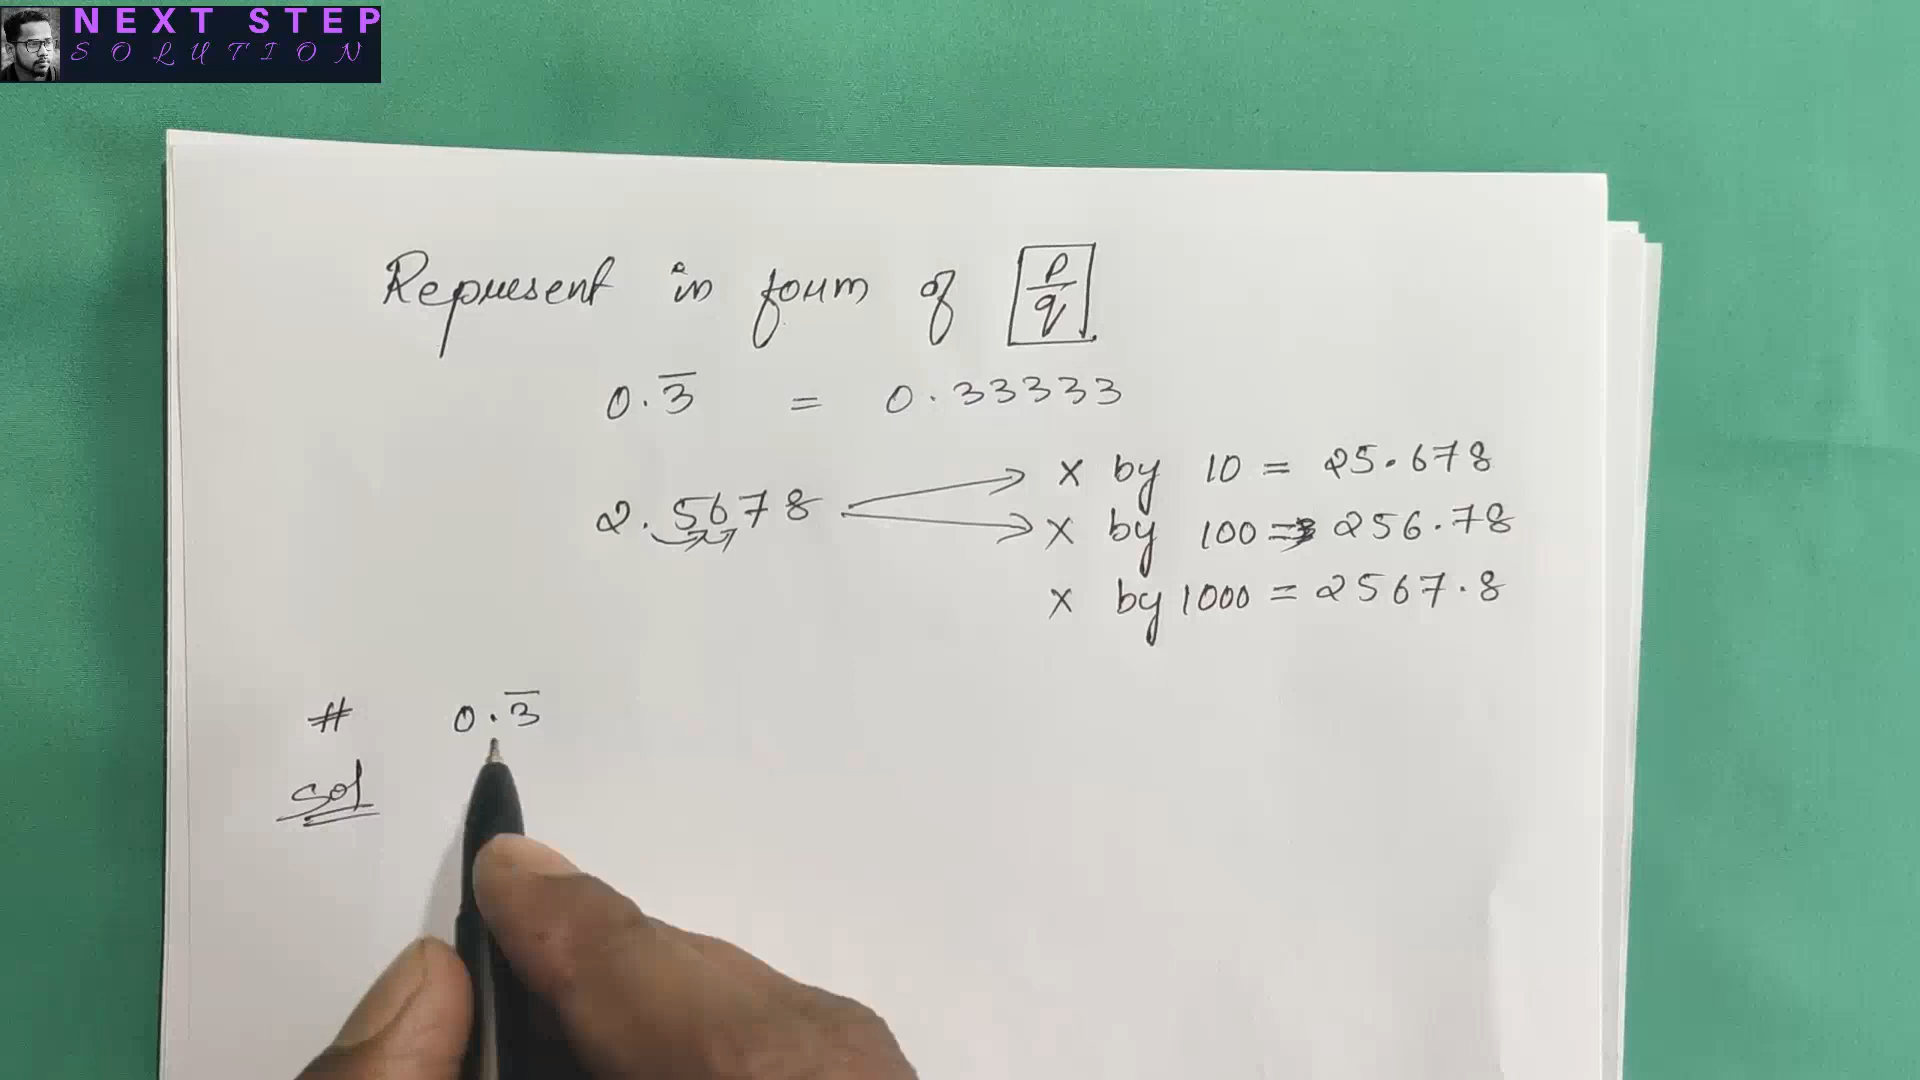 NEXT STEP
SOLUTION
Represent in form of p/q
0.3̅ = 0.33333
x by 10 = 25.678
2.5678
x by 100 = 256.78
x by 1000 = 2567.8
# 0.3̅
Sol